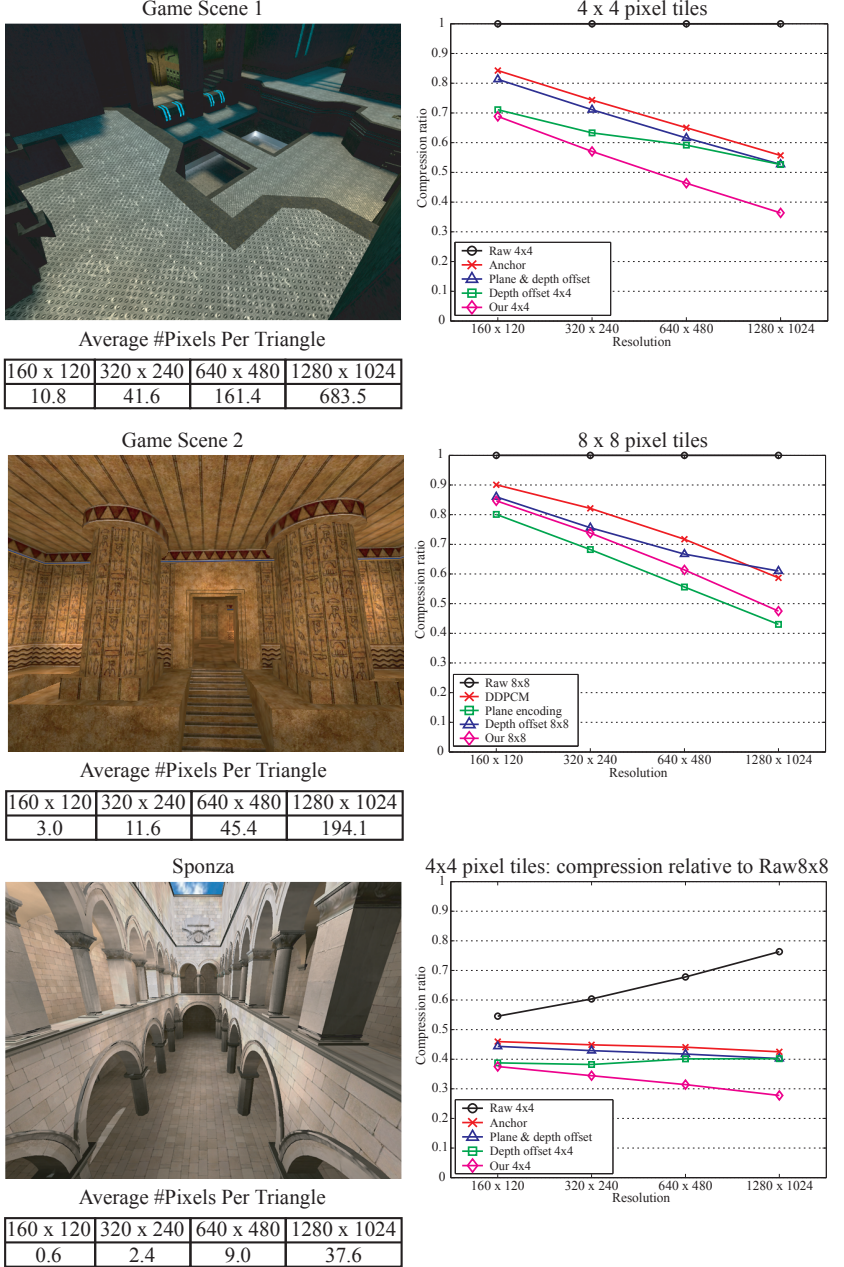 Game Scene 1
Average #Pixels Per Triangle
160 x 120 320 x 240 640 x 480 1280 x 1024
10.8 41.6 161.4 683.5
4 x 4 pixel tiles
Compression ratio
1
0.9
0.8
0.7
0.6
0.5
0.4
0.3
0.2
0.1
0
Raw 4x4
Anchor
Plane & depth offset
Depth offset 4x4
Our 4x4
160 x 120 320 x 240 640 x 480 1280 x 1024
Resolution
Game Scene 2
Average #Pixels Per Triangle
160 x 120 320 x 240 640 x 480 1280 x 1024
3.0 11.6 45.4 194.1
8 x 8 pixel tiles
Compression ratio
1
0.9
0.8
0.7
0.6
0.5
0.4
0.3
0.2
0.1
0
Raw 8x8
DDPCM
Plane encoding
Depth offset 8x8
Our 8x8
160 x 120 320 x 240 640 x 480 1280 x 1024
Resolution
Sponza
Average #Pixels Per Triangle
160 x 120 320 x 240 640 x 480 1280 x 1024
0.6 2.4 9.0 37.6
4x4 pixel tiles: compression relative to Raw8x8
Compression ratio
1
0.9
0.8
0.7
0.6
0.5
0.4
0.3
0.2
0.1
0
Raw 4x4
Anchor
Plane & depth offset
Depth offset 4x4
Our 4x4
160 x 120 320 x 240 640 x 480 1280 x 1024
Resolution